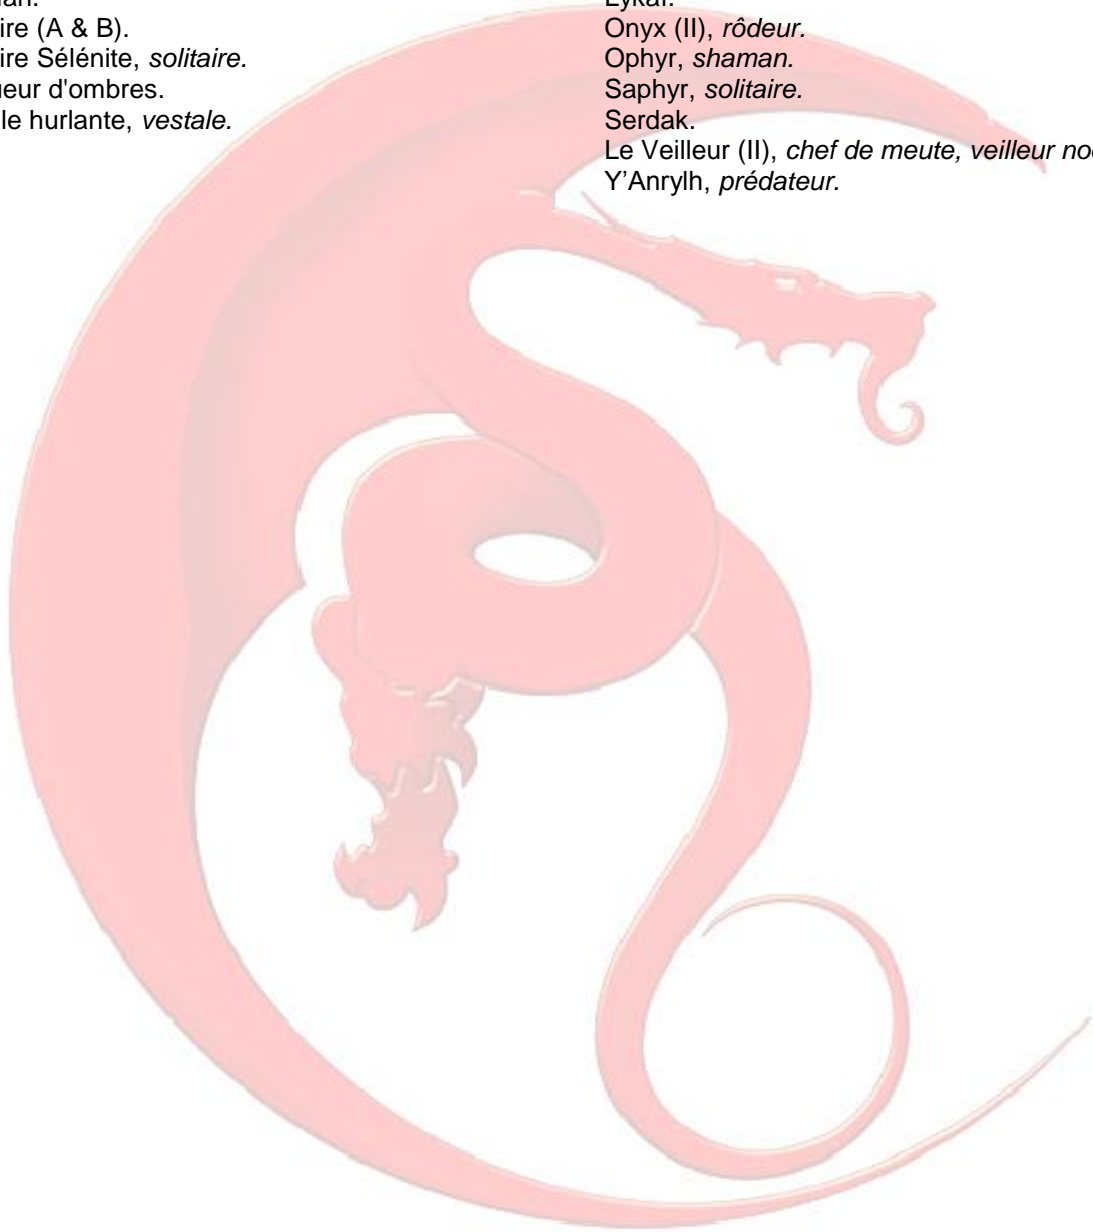 ire (A & B).
ire Sélénite, solitaire.
ueur d'ombres.
le hurlante, vestale.
Onyx (II), rôdeur.
Ophyr, shaman.
Saphyr, solitaire.
Serdak.
Le Veilleur (II), chef de meute, veilleur no
Y'Anrylh, prédateur.